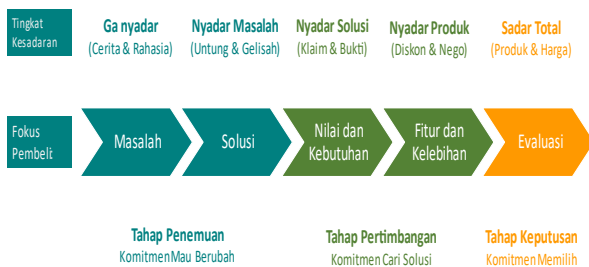 Tingkat
Kesadaran
Ga nyadar
(Cerita & Rahasia)
Nyadar Masalah
(Untung & Gelisah)
Nyadar Solusi
(Klaim & Bukti)
Nyadar Produk
(Diskon & Nego)
Sadar Total
(Produk & Harga)
Fokus
Pembeli
Masalah
Solusi
Nilai dan
Kebutuhan
Fitur dan
Kelebihan
Evaluasi
Tahap Penemuan
Komitmen Mau Berubah
Tahap Pertimbangan
Komitmen Cari Solusi
Tahap Keputusan
Komitmen Memilih